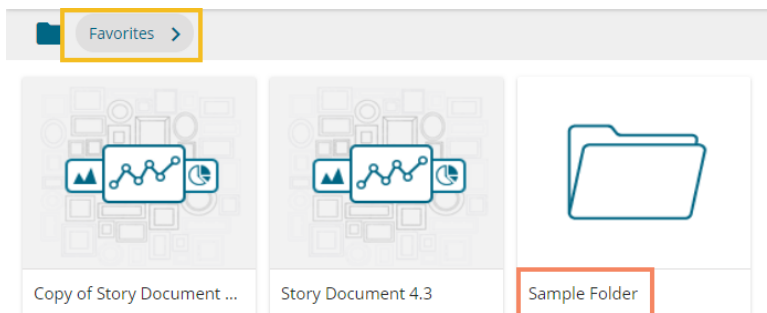 Favorites
Copy of Story Document ...
Story Document 4.3
Sample Folder